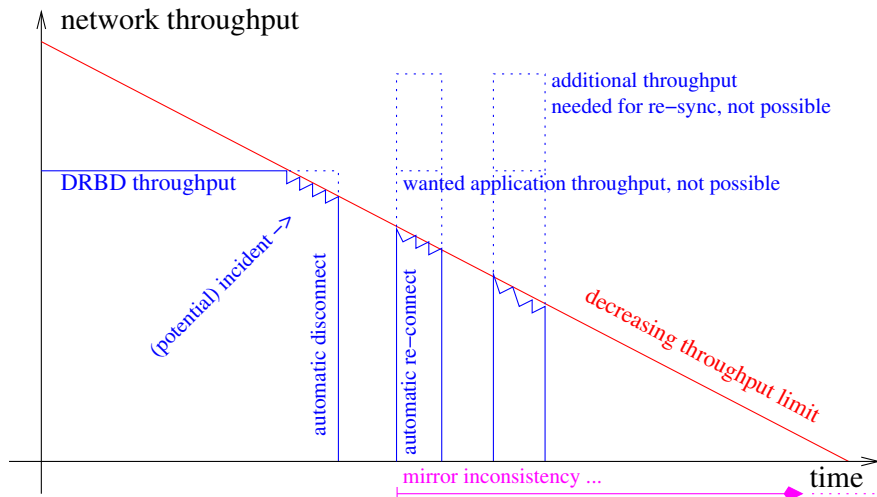 network throughput
additional throughput
needed for re−sync, not possible
DRBD throughput
wanted application throughput, not possible
(potential) incident −>
automatic disconnect
automatic re−connect
decreasing throughput limit
mirror inconsistency ...
time